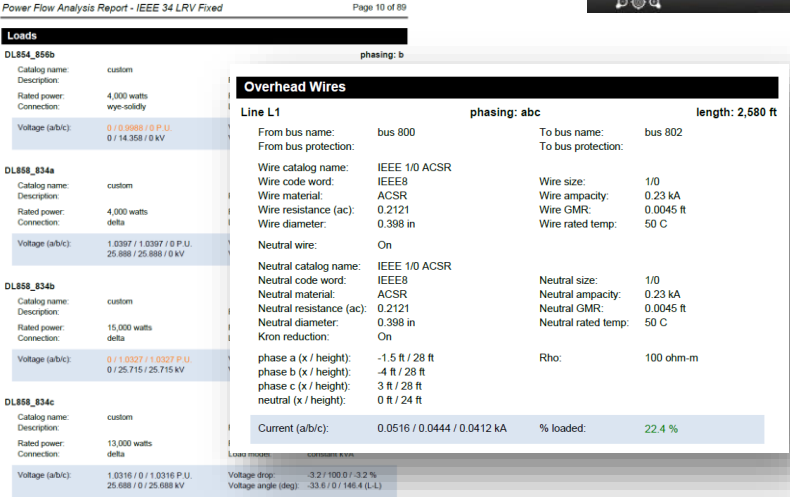 Power Flow Analysis Report - IEEE 34 LRV Fixed Page 10 of 89
Loads
DL854_856b phasing: b
Catalog name: custom
Description:
Rated power: 4,000 watts
Connection: wye-solidly
Voltage (a/b/c): 0 / 0.9988 / 0 P.U.
0 / 14.358 / 0 kV
DL858_834a
Catalog name: custom
Description:
Rated power: 4,000 watts
Connection: delta
Voltage (a/b/c): 1.0397 / 1.0397 / 0 P.U.
25.888 / 25.888 / 0 kV
DL858_834b
Catalog name: custom
Description:
Rated power: 15,000 watts
Connection: delta
Voltage (a/b/c): 0 / 1.0327 / 1.0327 P.U.
0 / 25.715 / 25.715 kV
DL858_834c
Catalog name: custom
Description:
Rated power: 13,000 watts
Connection: delta Load model: constant kVA
Voltage (a/b/c): 1.0316 / 0 / 1.0316 P.U. Voltage drop: -3.2 / 100.0 / -3.2 %
25.688 / 0 / 25.688 kV Voltage angle (deg): -33.6 / 0 / 146.4 (L-L)
Overhead Wires
Line L1 phasing: abc length: 2,580 ft
From bus name: bus 800 To bus name: bus 802
From bus protection: To bus protection:
Wire catalog name: IEEE 1/0 ACSR
Wire code word: IEEE8 Wire size: 1/0
Wire material: ACSR Wire ampacity: 0.23 kA
Wire resistance (ac): 0.2121 Wire GMR: 0.0045 ft
Wire diameter: 0.398 in Wire rated temp: 50 C
Neutral wire: On
Neutral catalog name: IEEE 1/0 ACSR
Neutral code word: IEEE8 Neutral size: 1/0
Neutral material: ACSR Neutral ampacity: 0.23 kA
Neutral resistance (ac): 0.2121 Neutral GMR: 0.0045 ft
Neutral diameter: 0.398 in Neutral rated temp: 50 C
Kron reduction: On
phase a (x / height): -1.5 ft / 28 ft Rho: 100 ohm-m
phase b (x / height): -4 ft / 28 ft
phase c (x / height): 3 ft / 28 ft
neutral (x / height): 0 ft / 24 ft
Current (a/b/c): 0.0516 / 0.0444 / 0.0412 kA % loaded: 22.4 %